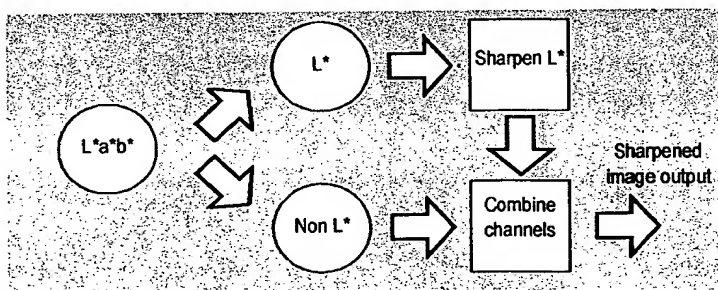 L*
Sharpen L*
L*a*b*
Sharpened
image output
Non L*
Combine
channels